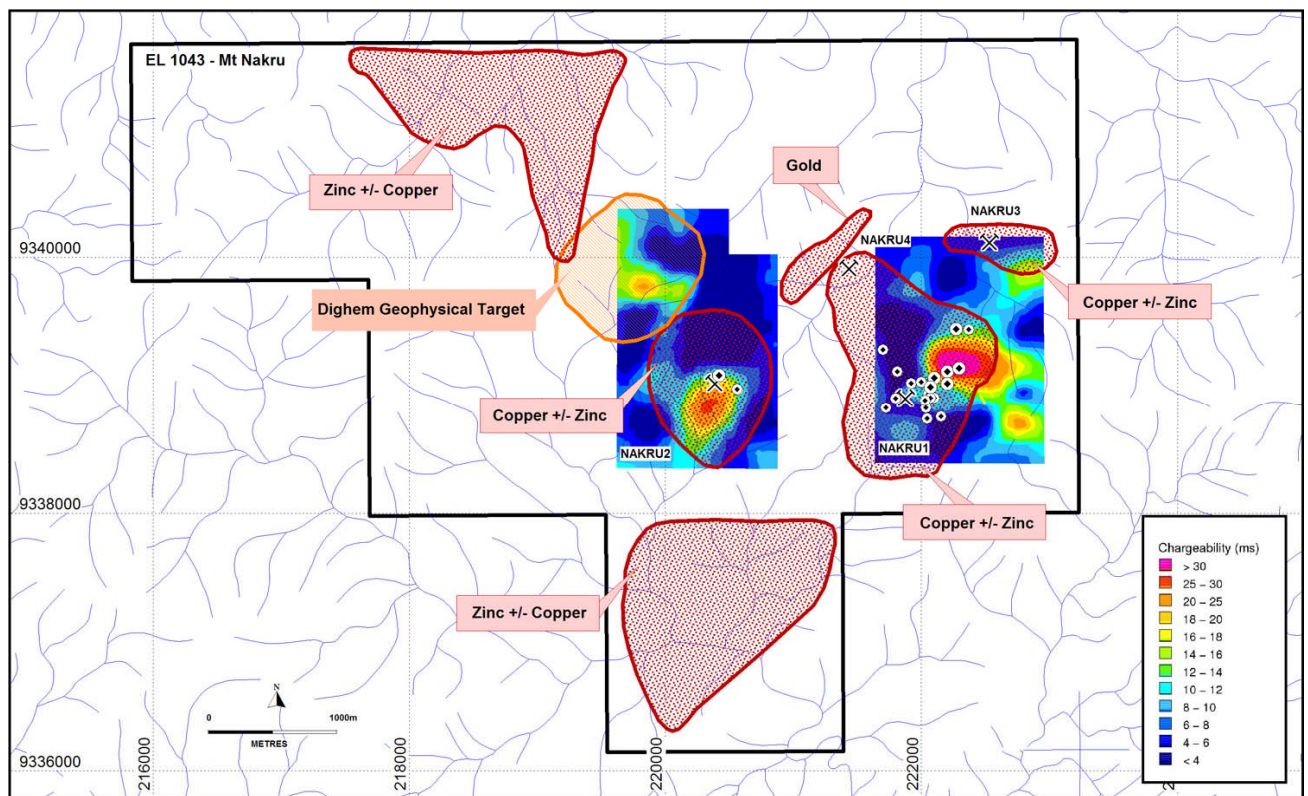 EL 1043 - Mt Nakru
Zinc +/- Copper
Gold
NAKRU3
NAKRU4
9340000
Copper +/- Zinc
Dighem Geophysical Target
Copper +/- Zinc
NAKRU2
NAKRU1
9338000
Copper +/- Zinc
Zinc +/- Copper
Chargeability (ms)
> 30
25 – 30
20 – 25
18 – 20
16 – 18
14 – 16
12 – 14
10 – 12
8 – 10
6 – 8
4 – 6
< 4
N
0 1000m
METRES
9336000
216000
218000
220000
222000